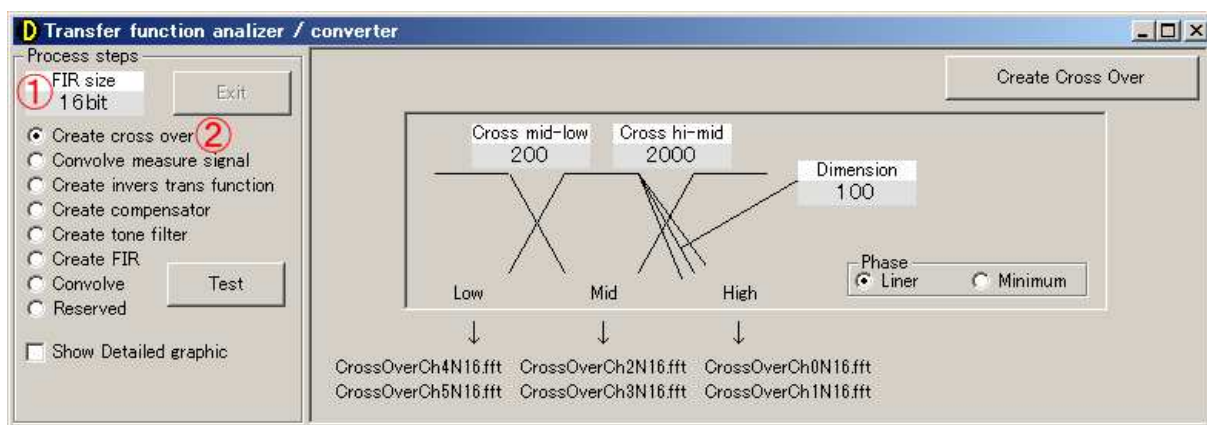 D Transfer function analizer / converter
Process steps
① FIR size
16bit
Exit
Create cross over ②
Convolve measure signal
Create invers trans function
Create compensator
Create tone filter
Create FIR
Convolve
Reserved
Test
Show Detailed graphic
Create Cross Over
Cross mid-low Cross hi-mid
200 2000
Dimension
100
Phase
Liner Minimum
Low Mid High
↓ ↓ ↓
CrossOverCh4N16.fft CrossOverCh2N16.fft CrossOverCh0N16.fft
CrossOverCh5N16.fft CrossOverCh3N16.fft CrossOverCh1N16.fft